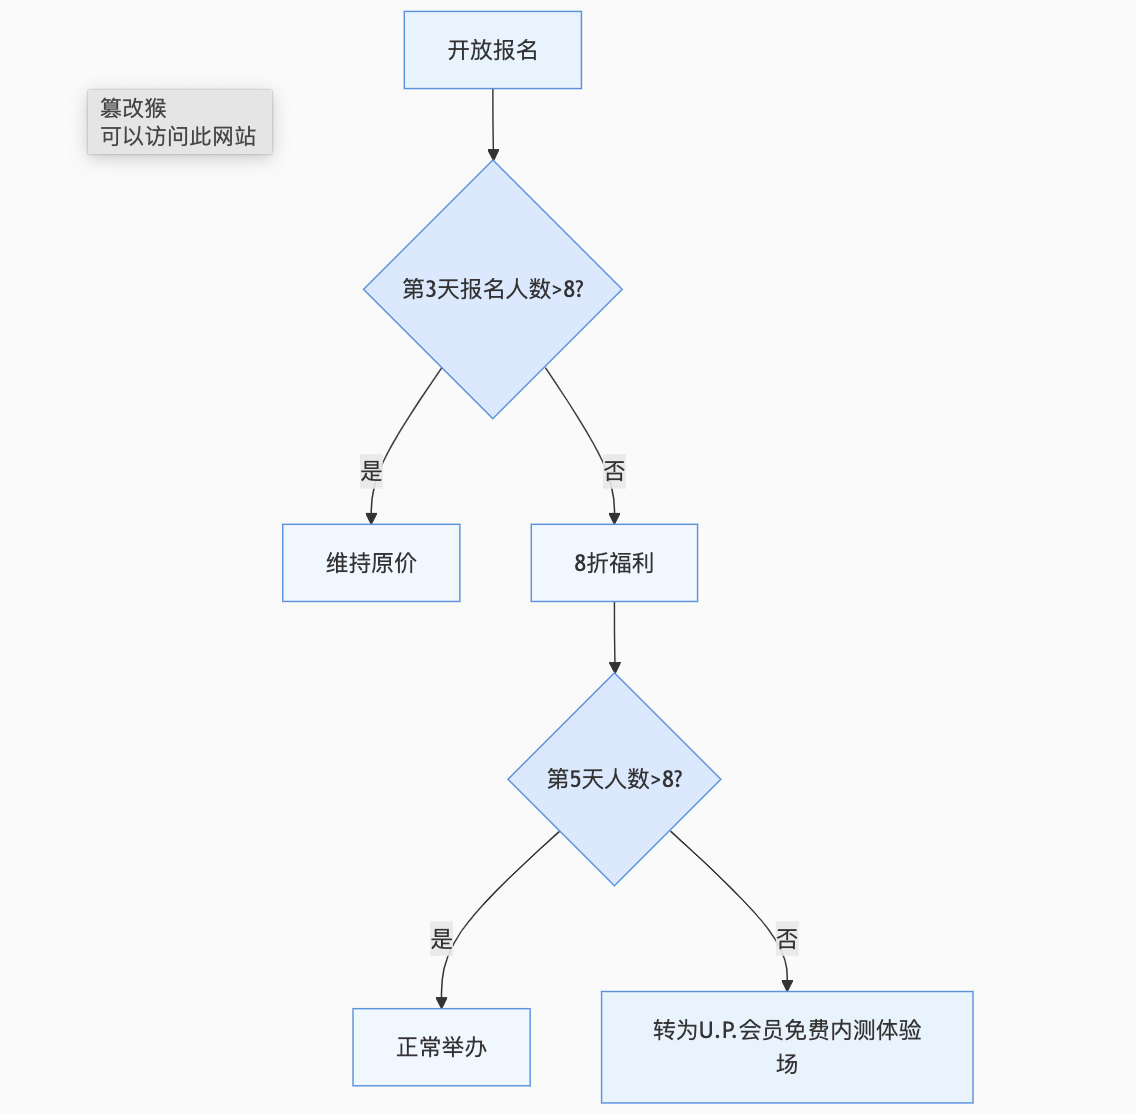 开放报名
篡改猴
可以访问此网站
第3天报名人数>8?
是
否
维持原价
8折福利
第5天人数>8?
是
否
正常举办
转为U.P.会员免费内测体验
场